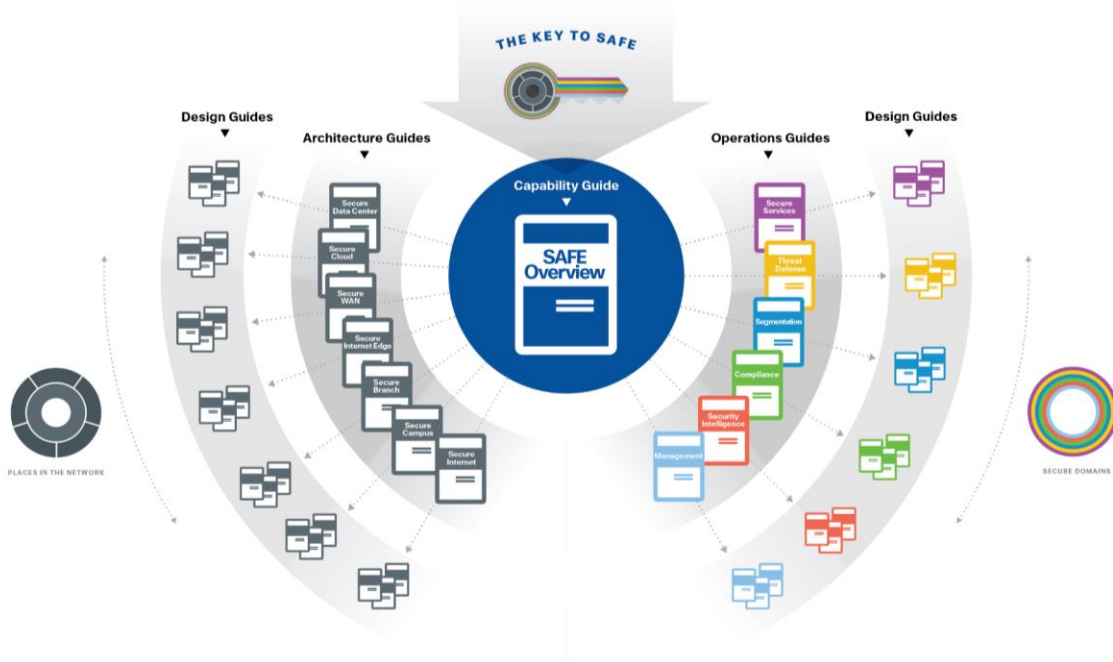 THE KEY TO SAFE
Design Guides
Architecture Guides
Capability Guide
SAFE
Overview
Operations Guides
Design Guides
Secure
Data Center
Secure
Cloud
Secure
WAN
Secure
Internet Edge
Secure
Branch
Secure
Campus
Secure
Internet
Secure
Services
Threat
Defense
Segmentation
Compliance
Security
Intelligence
Management
PLACES IN THE NETWORK
SECURE DOMAINS